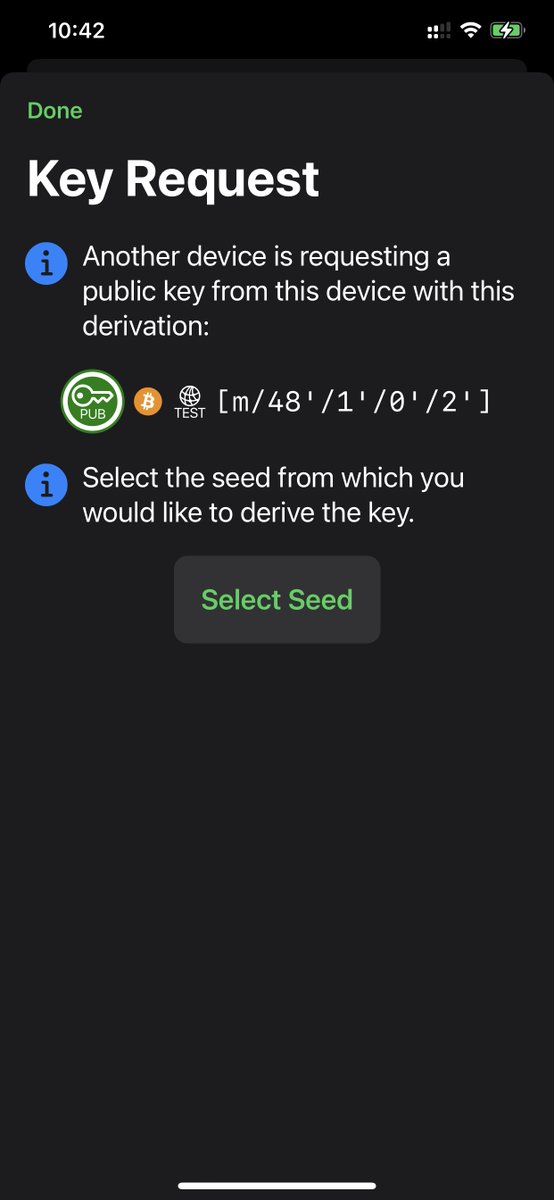 10:42
Done
Key Request
Another device is requesting a
public key from this device with this
derivation:
PUB TEST [m/48'/1'/0'/2']
Select the seed from which you
would like to derive the key.
Select Seed